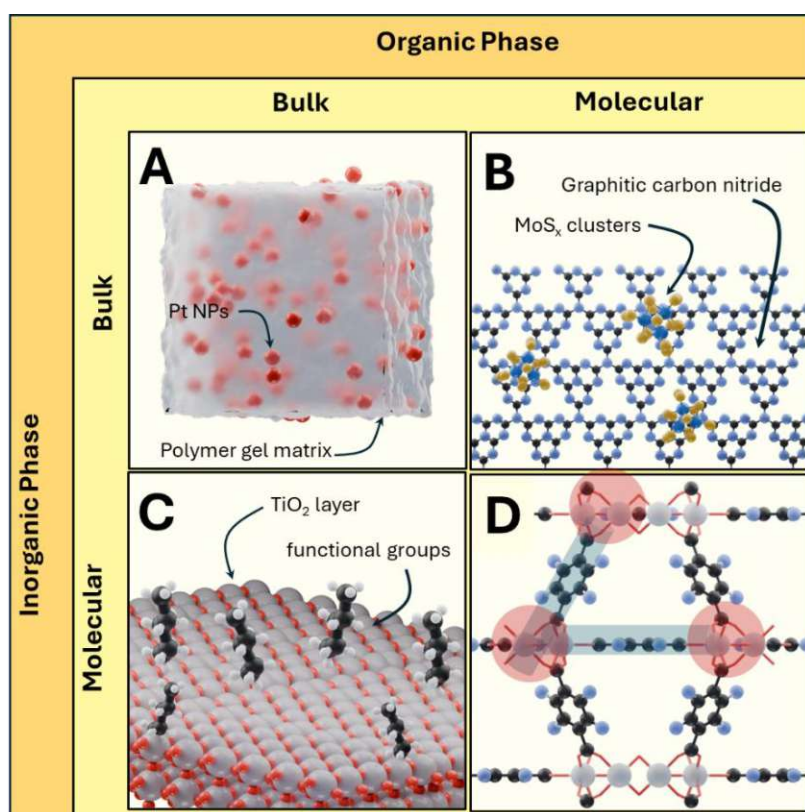 Organic Phase
Bulk
Molecular
Inorganic Phase
Bulk
Molecular
A
Pt NPs
Polymer gel matrix
B
Graphitic carbon nitride
MoSx clusters
C
TiO2 layer
functional groups
D